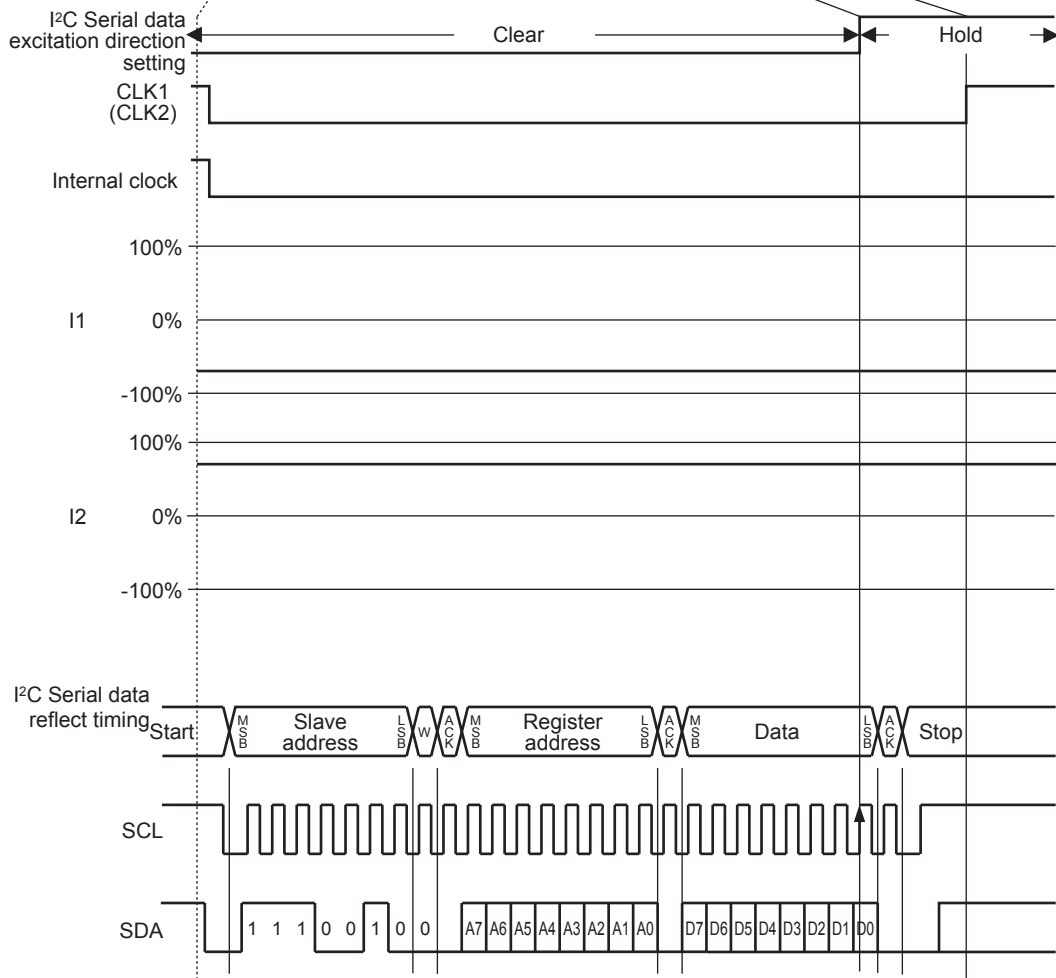 I²C Serial data
excitation direction
setting
Clear
Hold
CLK1
(CLK2)
Internal clock
100%
I1 0%
-100%
100%
I2 0%
-100%
I²C Serial data
reflect timing
Start MSB Slave address LSB W ACK MSB Register address LSB ACK MSB Data LSB ACK Stop
SCL
SDA 1 1 1 0 0 1 0 0 A7 A6 A5 A4 A3 A2 A1 A0 D7 D6 D5 D4 D3 D2 D1 D0